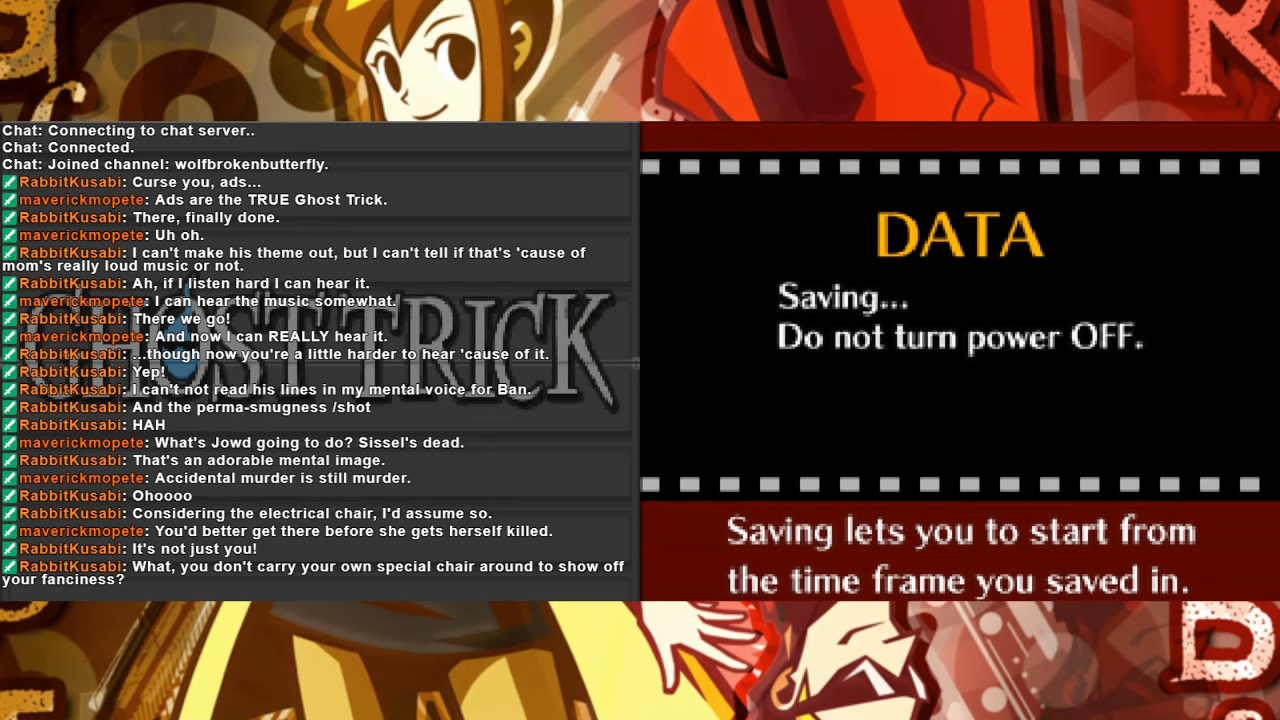 Chat: Connecting to chat server..
Chat: Connected.
Chat: Joined channel: wolfbrokenbutterfly.
RabbitKusabi: Curse you, ads...
maverickmopete: Ads are the TRUE Ghost Trick.
RabbitKusabi: There, finally done.
maverickmopete: Uh oh.
RabbitKusabi: I can't make his theme out, but I can't tell if that's 'cause of
mom's really loud music or not.
RabbitKusabi: Ah, if I listen hard I can hear it.
maverickmopete: I can hear the music somewhat.
RabbitKusabi: There we go!
maverickmopete: And now I can REALLY hear it.
RabbitKusabi: ...though now you're a little harder to hear 'cause of it.
RabbitKusabi: Yep!
RabbitKusabi: I can't not read his lines in my mental voice for Ban.
RabbitKusabi: And the perma-smugness /shot
RabbitKusabi: HAH
maverickmopete: What's Jowd going to do? Sissel's dead.
RabbitKusabi: That's an adorable mental image.
maverickmopete: Accidental murder is still murder.
RabbitKusabi: Ohoooo
RabbitKusabi: Considering the electrical chair, I'd assume so.
maverickmopete: You'd better get there before she gets herself killed.
RabbitKusabi: It's not just you!
RabbitKusabi: What, you don't carry your own special chair around to show off
your fanciness?
GHOST TRICK
DATA
Saving...
Do not turn power OFF.
Saving lets you to start from
the time frame you saved in.
R
D